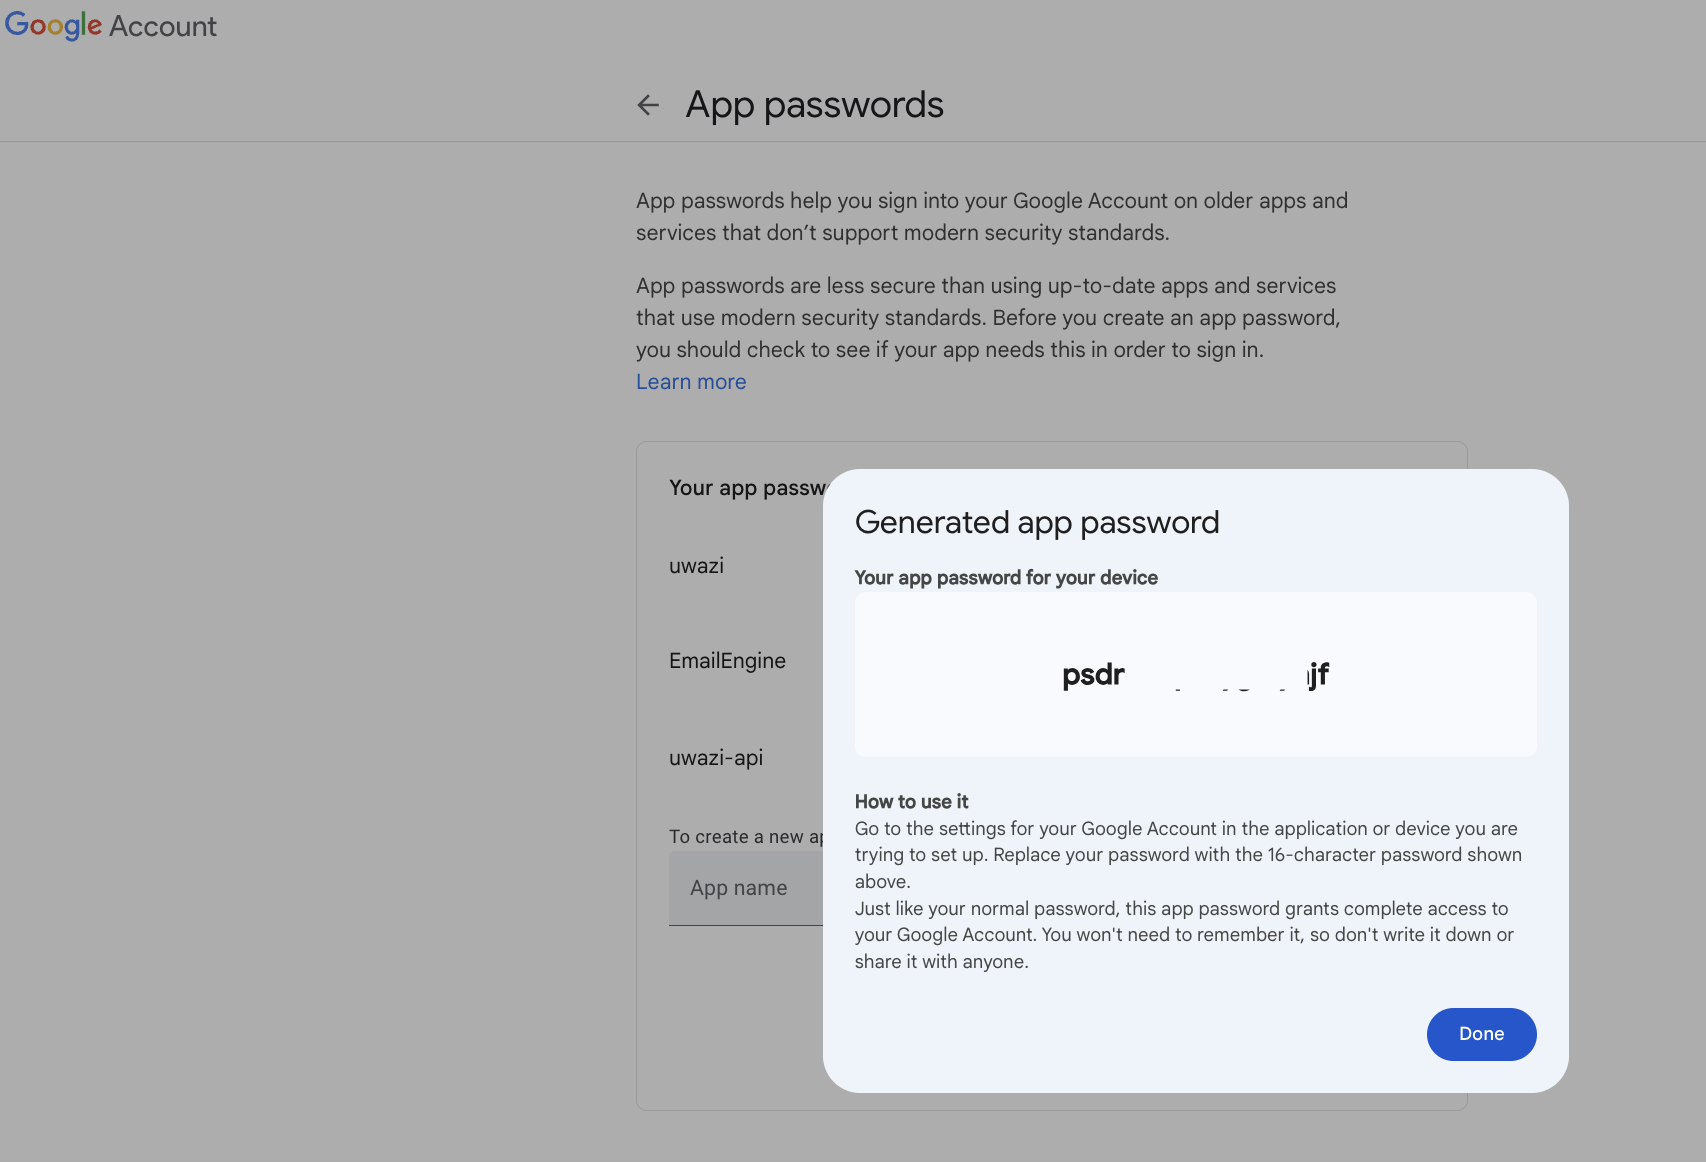 Google Account
App passwords
App passwords help you sign into your Google Account on older apps and
services that don’t support modern security standards.
App passwords are less secure than using up-to-date apps and services
that use modern security standards. Before you create an app password,
you should check to see if your app needs this in order to sign in.
Learn more
Your app
uwazi
EmailEngine
uwazi-api
To create a new
App name
Generated app password
Your app password for your device
psdr
How to use it
Go to the settings for your Google Account in the application or device you are
trying to set up. Replace your password with the 16-character password shown
above.
Just like your normal password, this app password grants complete access to
your Google Account. You won't need to remember it, so don't write it down or
share it with anyone.
Done